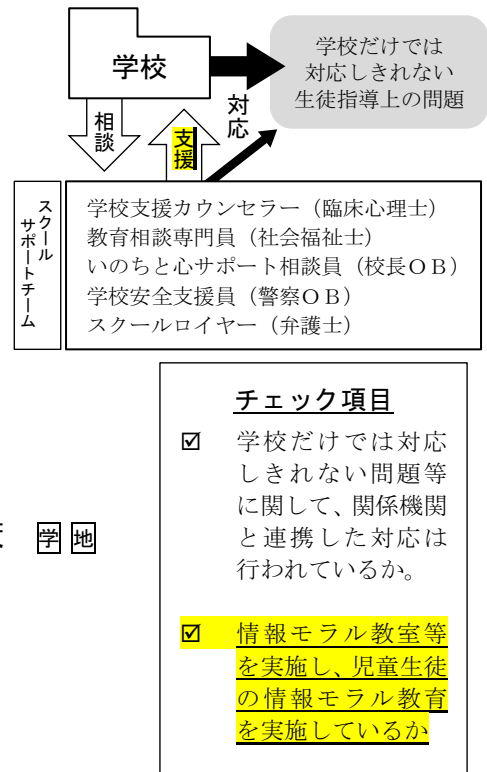 学校
学校だけでは
対応しきれない
生徒指導上の問題
相談
支援
対応
スクール
サポートチーム
学校支援カウンセラー（臨床心理士）
教育相談専門員（社会福祉士）
いのちと心サポート相談員（校長ＯＢ）
学校安全支援員（警察ＯＢ）
スクールロイヤー（弁護士）
学 地
チェック項目
☑ 学校だけでは対応
しきれない問題等
に関して、関係機関
と連携した対応は
行われているか。
☑ 情報モラル教室等
を実施し、児童生徒
の情報モラル教育
を実施しているか